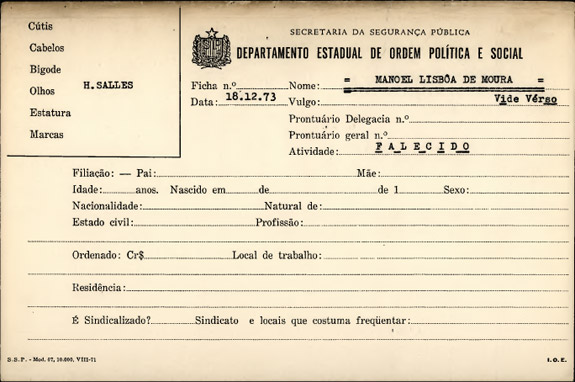 Cútis
Cabelos
Bigode
Olhos H.SALLES
Estatura
Marcas
SECRETARIA DA SEGURANÇA PÚBLICA
DEPARTAMENTO ESTADUAL DE ORDEM POLÍTICA E SOCIAL
Ficha n.º Nome: = MANOEL LISBÔA DE MOURA =
Data: 18.12.73 Vulgo: Vide Vérso
Prontuário Delegacia n.º
Prontuário geral n.º
Atividade: F A L E C I D O
Filiação: — Pai: Mãe:
Idade: anos. Nascido em de de 1 Sexo:
Nacionalidade: Natural de:
Estado civil: Profissão:
Ordenado: Cr$ Local de trabalho:
Residência:
É Sindicalizado? Sindicato e locais que costuma freqüentar:
S.S.P. - Mod. 67, 10.000, VIII-71 I.O.E.